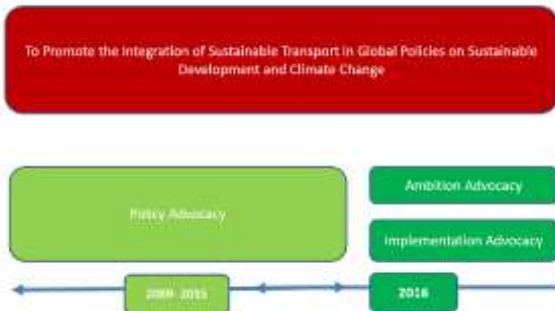 To Promote the Integration of Sustainable Transport in Global Policies on Sustainable
Development and Climate Change
Policy Advocacy
Ambition Advocacy
Implementation Advocacy
2009- 2015
2016